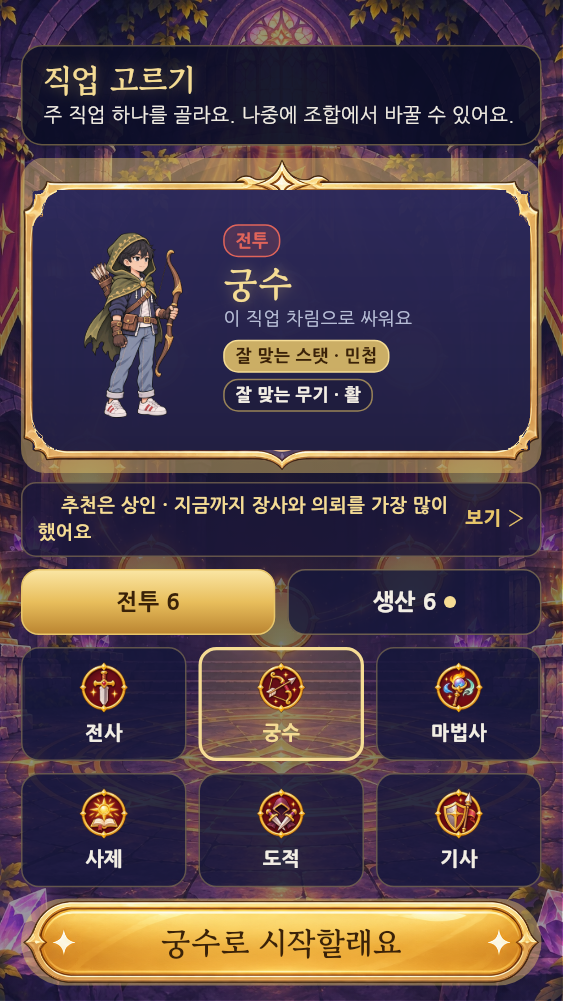 직업 고르기
주 직업 하나를 골라요. 나중에 조합에서 바꿀 수 있어요.
전투
궁수
이 직업 차림으로 싸워요
잘 맞는 스탯 · 민첩
잘 맞는 무기 · 활
추천은 상인 · 지금까지 장사와 의뢰를 가장 많이
했어요
보기 >
전투 6
생산 6
전사
궁수
마법사
사제
도적
기사
궁수로 시작할래요